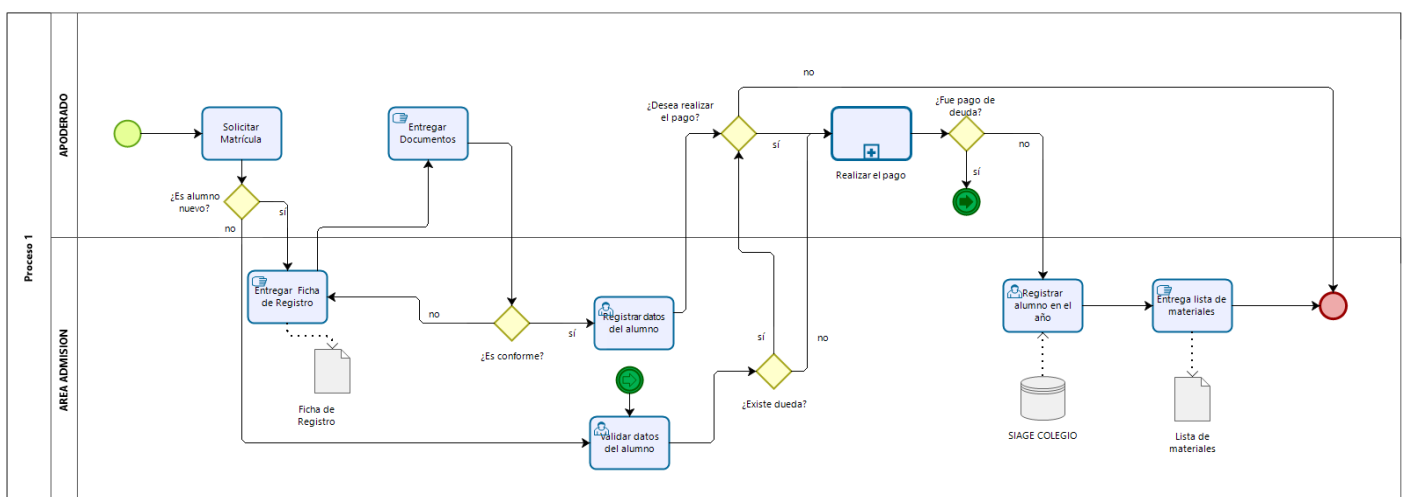 Proceso 1
APODERADO
Solicitar
Matrícula
¿Es alumno
nuevo?
sí
no
Entregar
Documentos
¿Desea realizar
el pago?
no
sí
Realizar el pago
¿Fue pago de
deuda?
no
sí
AREA ADMISION
Entregar Ficha
de Registro
Ficha de
Registro
no
¿Es conforme?
sí
Registrar datos
del alumno
Validar datos
del alumno
sí
no
¿Existe dueda?
Registrar
alumno en el
año
SIAGE COLEGIO
Entrega lista de
materiales
Lista de
materiales